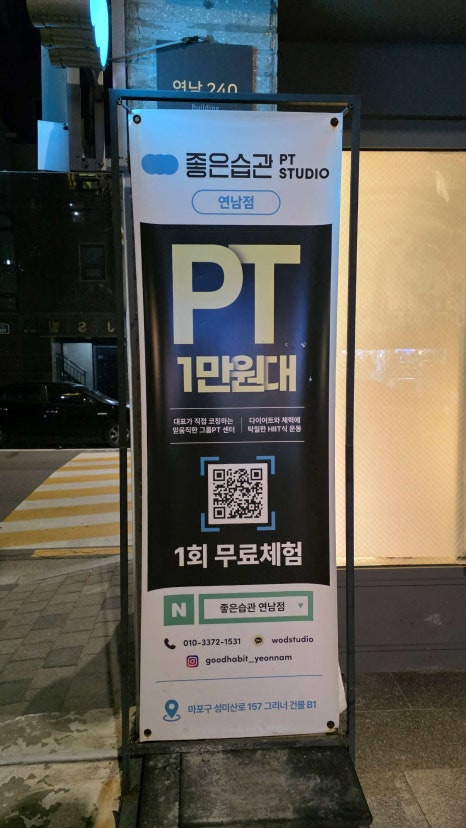 연남 240
Building
좋은습관 PT
STUDIO
연남점
PT
1만원대
대표가 직접 코칭하는
믿음직한 그룹PT 센터
다이어트와 체력에
탁월한 HIIT식 운동
1회 무료체험
N 좋은습관 연남점
010-3372-1531 wodstudio
goodhabit_yeonnam
마포구 성미산로 157 그리너 건물 B1